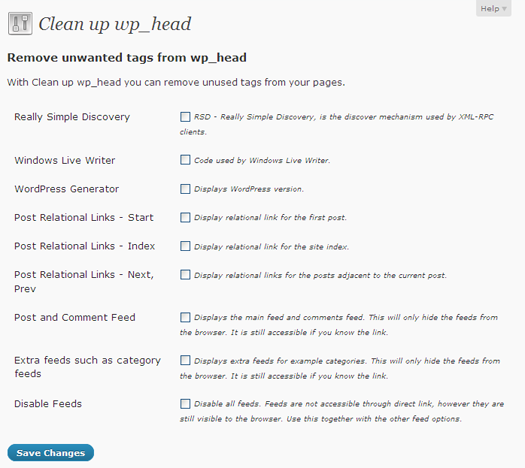 Help
Clean up wp_head
Remove unwanted tags from wp_head
With Clean up wp_head you can remove unused tags from your pages.
Really Simple Discovery
RSD - Really Simple Discovery, is the discover mechanism used by XML-RPC
clients.
Windows Live Writer
Code used by Windows Live Writer.
WordPress Generator
Displays WordPress version.
Post Relational Links - Start
Display relational link for the first post.
Post Relational Links - Index
Display relational link for the site index.
Post Relational Links - Next,
Prev
Display relational links for the posts adjacent to the current post.
Post and Comment Feed
Displays the main feed and comments feed. This will only hide the feeds from
the browser. It is still accessible if you know the link.
Extra feeds such as category
feeds
Displays extra feeds for example categories. This will only hide the feeds
from the browser. It is still accessible if you know the link.
Disable Feeds
Disable all feeds. Feeds are not accessible through direct link, however they are
still visible to the browser. Use this together with the other feed options.
Save Changes